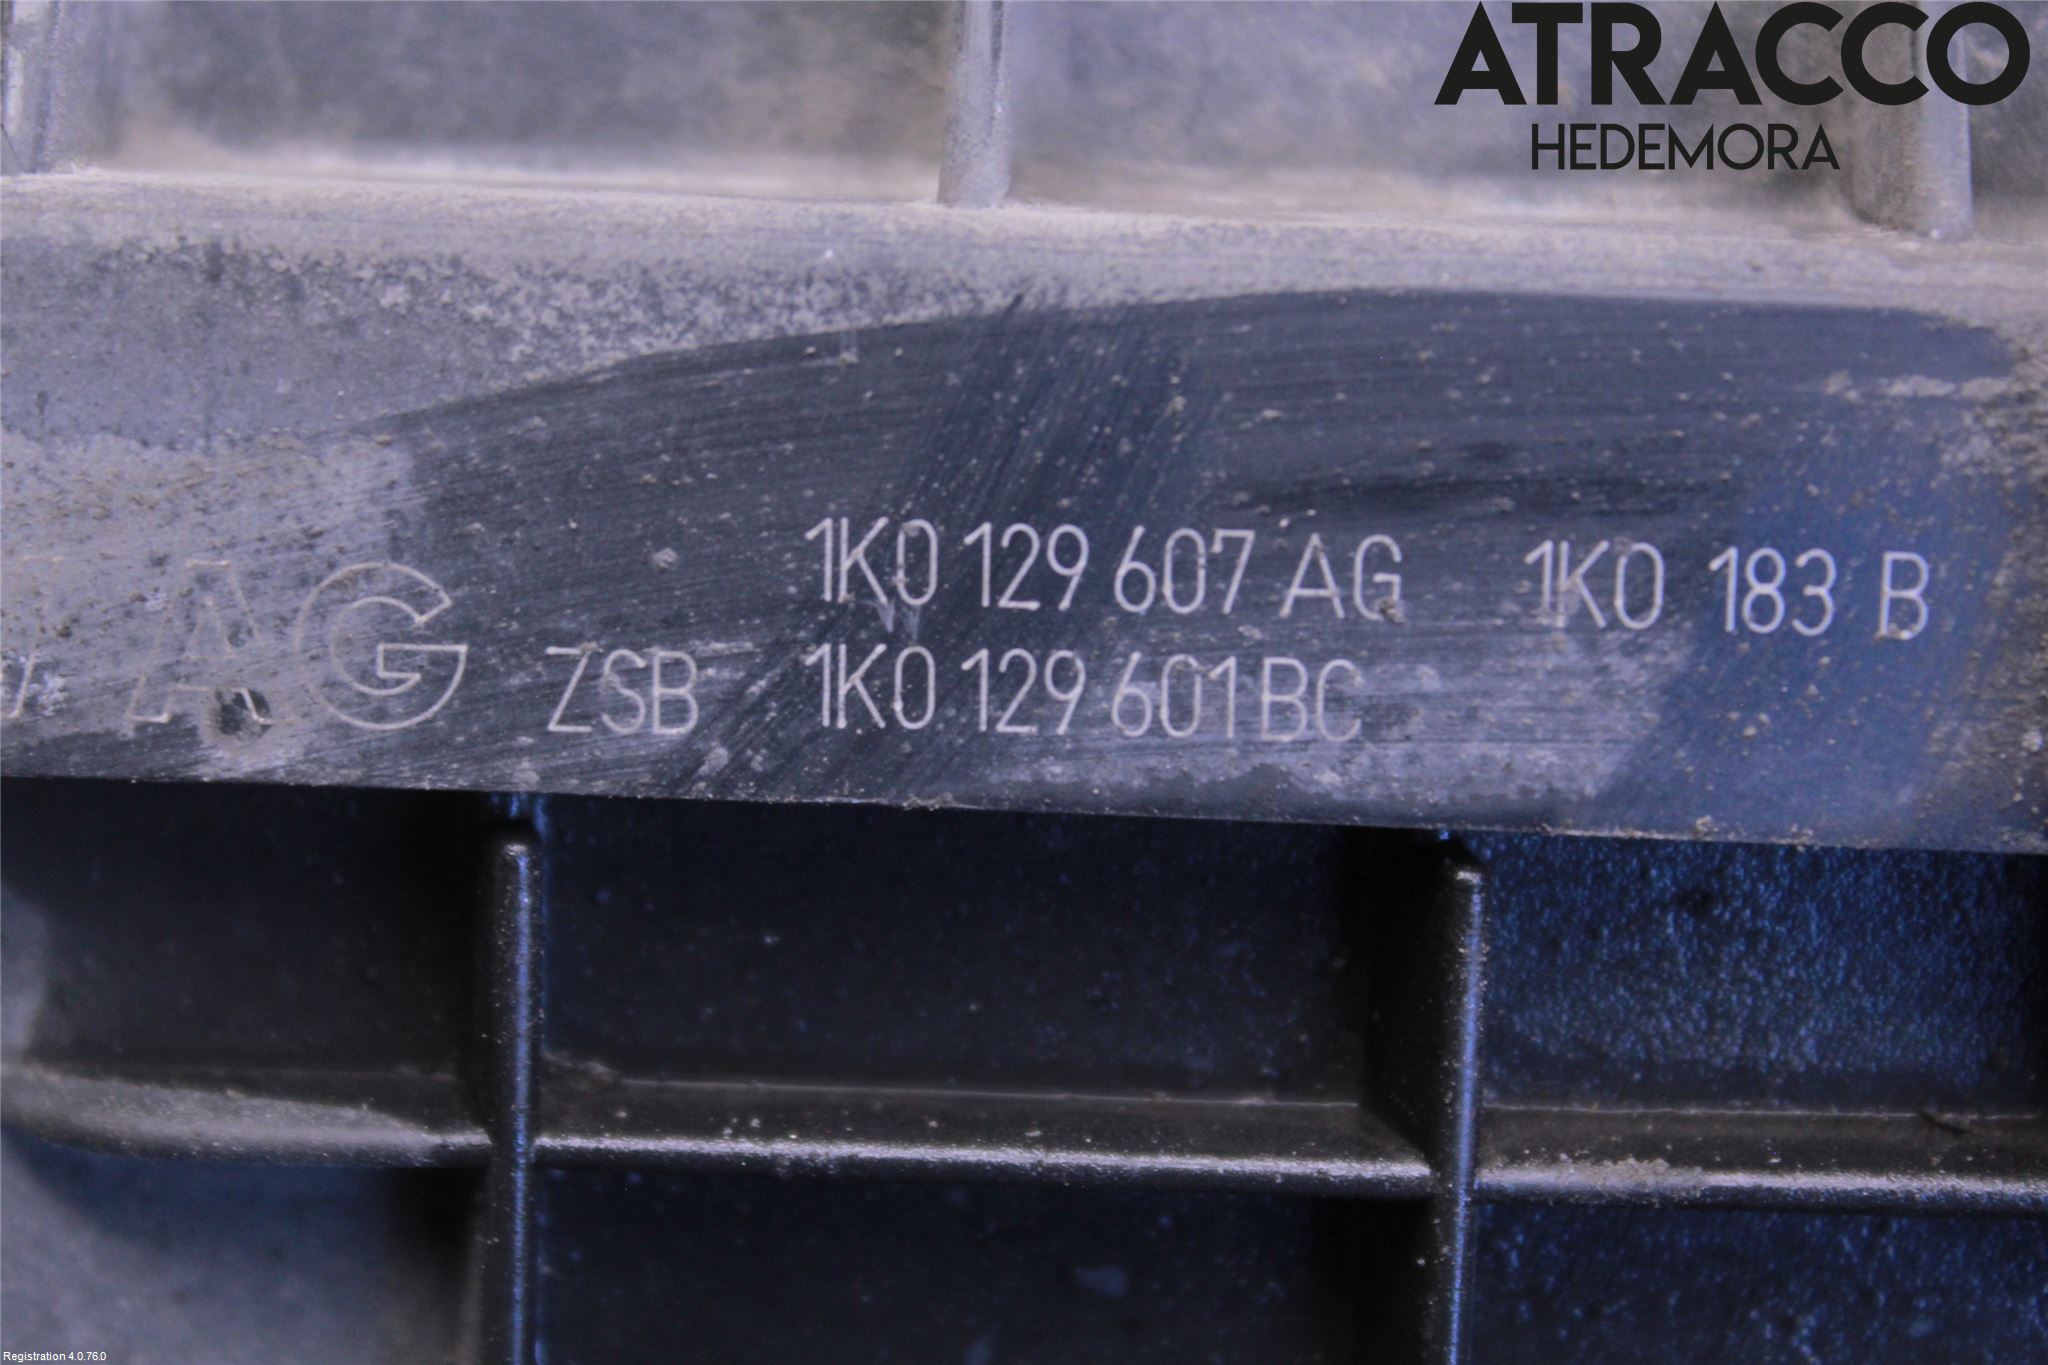 ATRACCO
HEDEMORA
1K0 129 607 AG 1K0 183 B
AG ZSB 1K0 129 601 BC
Registration 4.0.76.0